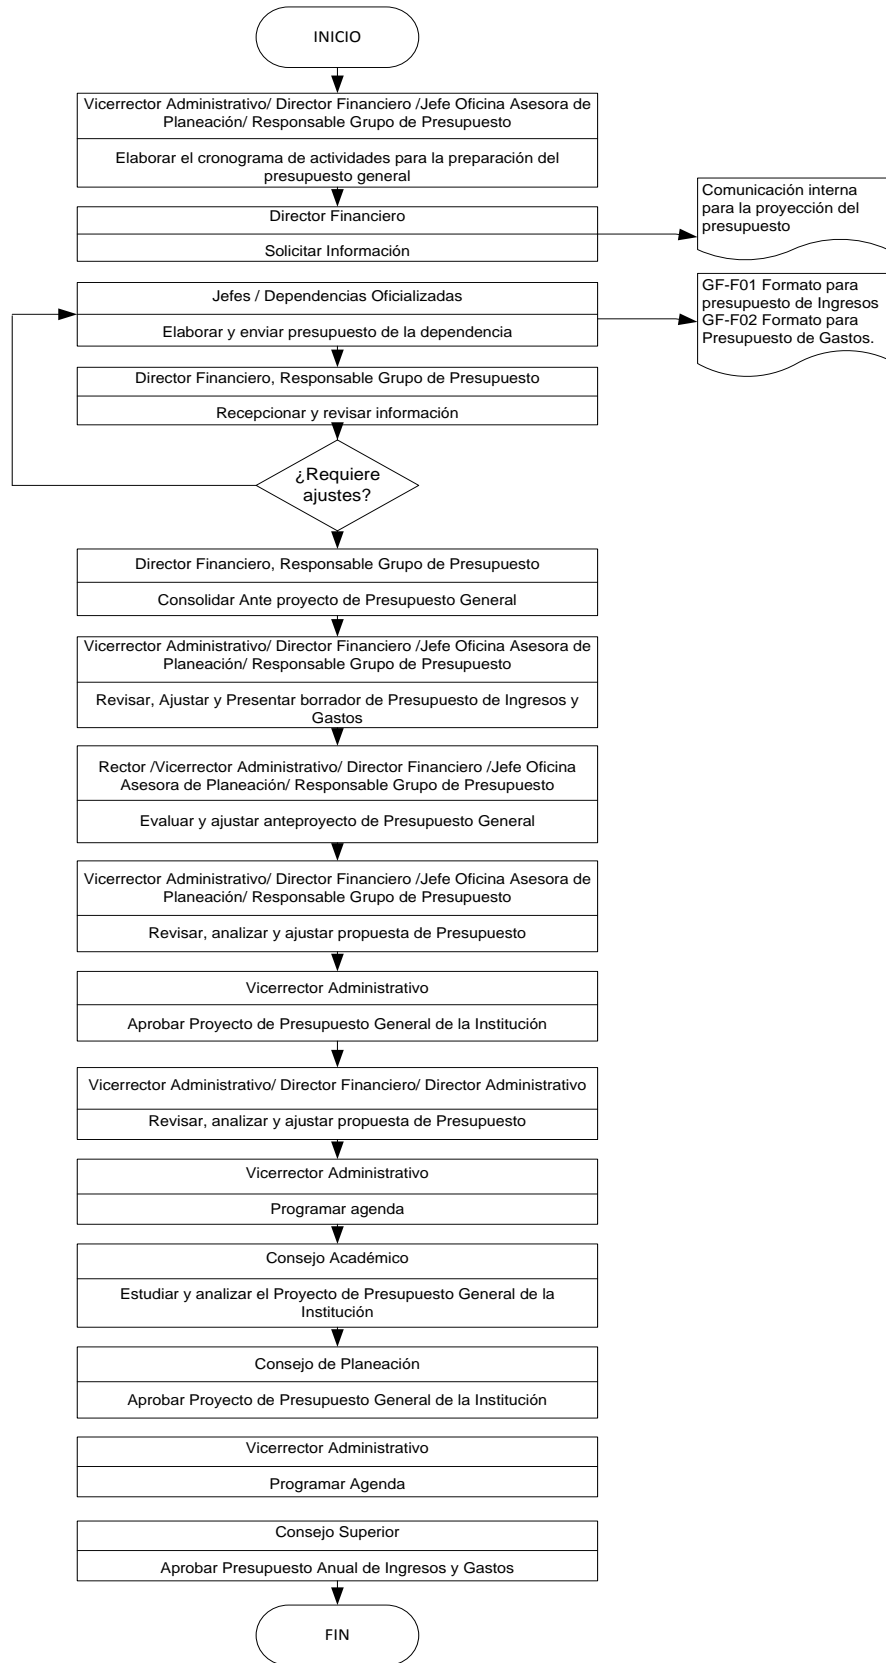 INICIO
Vicerrector Administrativo/ Director Financiero /Jefe Oficina Asesora de
Planeación/ Responsable Grupo de Presupuesto
Elaborar el cronograma de actividades para la preparación del
presupuesto general
Director Financiero
Solicitar Información
Comunicación interna
para la proyección del
presupuesto
Jefes / Dependencias Oficializadas
Elaborar y enviar presupuesto de la dependencia
GF-F01 Formato para
presupuesto de Ingresos
GF-F02 Formato para
Presupuesto de Gastos.
Director Financiero, Responsable Grupo de Presupuesto
Recepcionar y revisar información
¿Requiere
ajustes?
Director Financiero, Responsable Grupo de Presupuesto
Consolidar Ante proyecto de Presupuesto General
Vicerrector Administrativo/ Director Financiero /Jefe Oficina Asesora de
Planeación/ Responsable Grupo de Presupuesto
Revisar, Ajustar y Presentar borrador de Presupuesto de Ingresos y
Gastos
Rector /Vicerrector Administrativo/ Director Financiero /Jefe Oficina
Asesora de Planeación/ Responsable Grupo de Presupuesto
Evaluar y ajustar anteproyecto de Presupuesto General
Vicerrector Administrativo/ Director Financiero /Jefe Oficina Asesora de
Planeación/ Responsable Grupo de Presupuesto
Revisar, analizar y ajustar propuesta de Presupuesto
Vicerrector Administrativo
Aprobar Proyecto de Presupuesto General de la Institución
Vicerrector Administrativo/ Director Financiero/ Director Administrativo
Revisar, analizar y ajustar propuesta de Presupuesto
Vicerrector Administrativo
Programar agenda
Consejo Académico
Estudiar y analizar el Proyecto de Presupuesto General de la
Institución
Consejo de Planeación
Aprobar Proyecto de Presupuesto General de la Institución
Vicerrector Administrativo
Programar Agenda
Consejo Superior
Aprobar Presupuesto Anual de Ingresos y Gastos
FIN